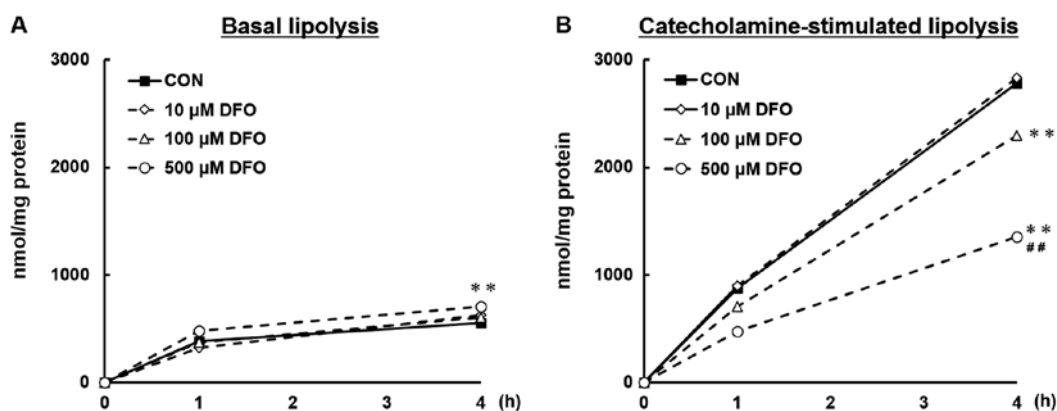 A
Basal lipolysis
3000
2000
1000
0
nmol/mg protein
CON
10 µM DFO
100 µM DFO
500 µM DFO
**
0 1 2 3 4 (h)
B
Catecholamine-stimulated lipolysis
3000
2000
1000
0
nmol/mg protein
CON
10 µM DFO
100 µM DFO
500 µM DFO
**
**
##
0 1 2 3 4 (h)